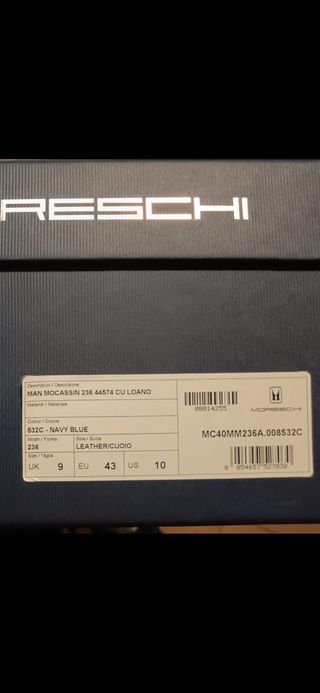 RESCHI
Description / Descrizione
MAN MOCASSIN 236 44574 CU LOANO
Material / Materiale
Colour / Colore
532C - NAVY BLUE
Width / Forma
Sole / Suola
236
LEATHER/CUOIO
Size / Taglia
UK 9 EU 43 US 10
00014255
MORESCHI
MC40MM236A.008532C
8 054657 527030